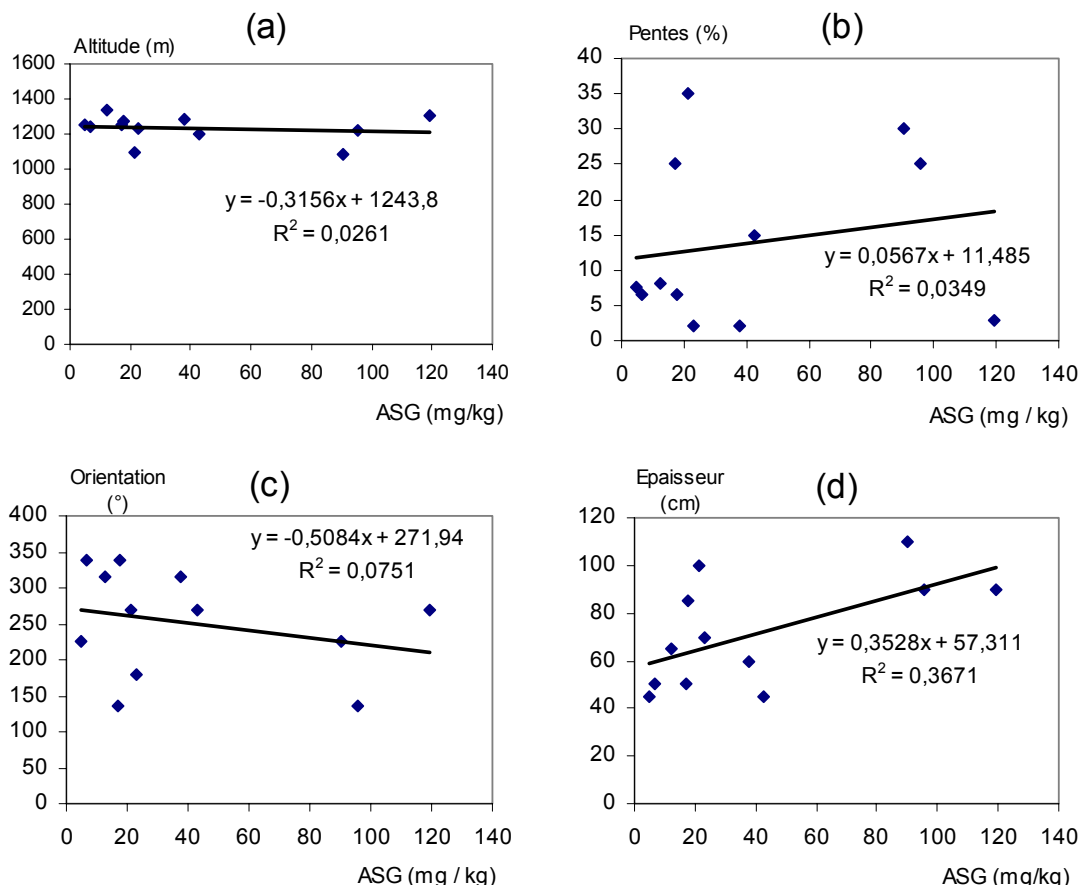 (a)
Altitude (m)
1600
1400
1200
1000
800
600
400
200
0
y = -0,3156x + 1243,8
R² = 0,0261
0 20 40 60 80 100 120 140
ASG (mg/kg)
(b)
Pentes (%)
40
35
30
25
20
15
10
5
0
y = 0,0567x + 11,485
R² = 0,0349
0 20 40 60 80 100 120 140
ASG (mg / kg)
(c)
Orientation
(°)
400
350
300
250
200
150
100
50
0
y = -0,5084x + 271,94
R² = 0,0751
0 20 40 60 80 100 120 140
ASG (mg / kg)
(d)
Epaisseur
(cm)
120
100
80
60
40
20
0
y = 0,3528x + 57,311
R² = 0,3671
0 20 40 60 80 100 120 140
ASG (mg/kg)